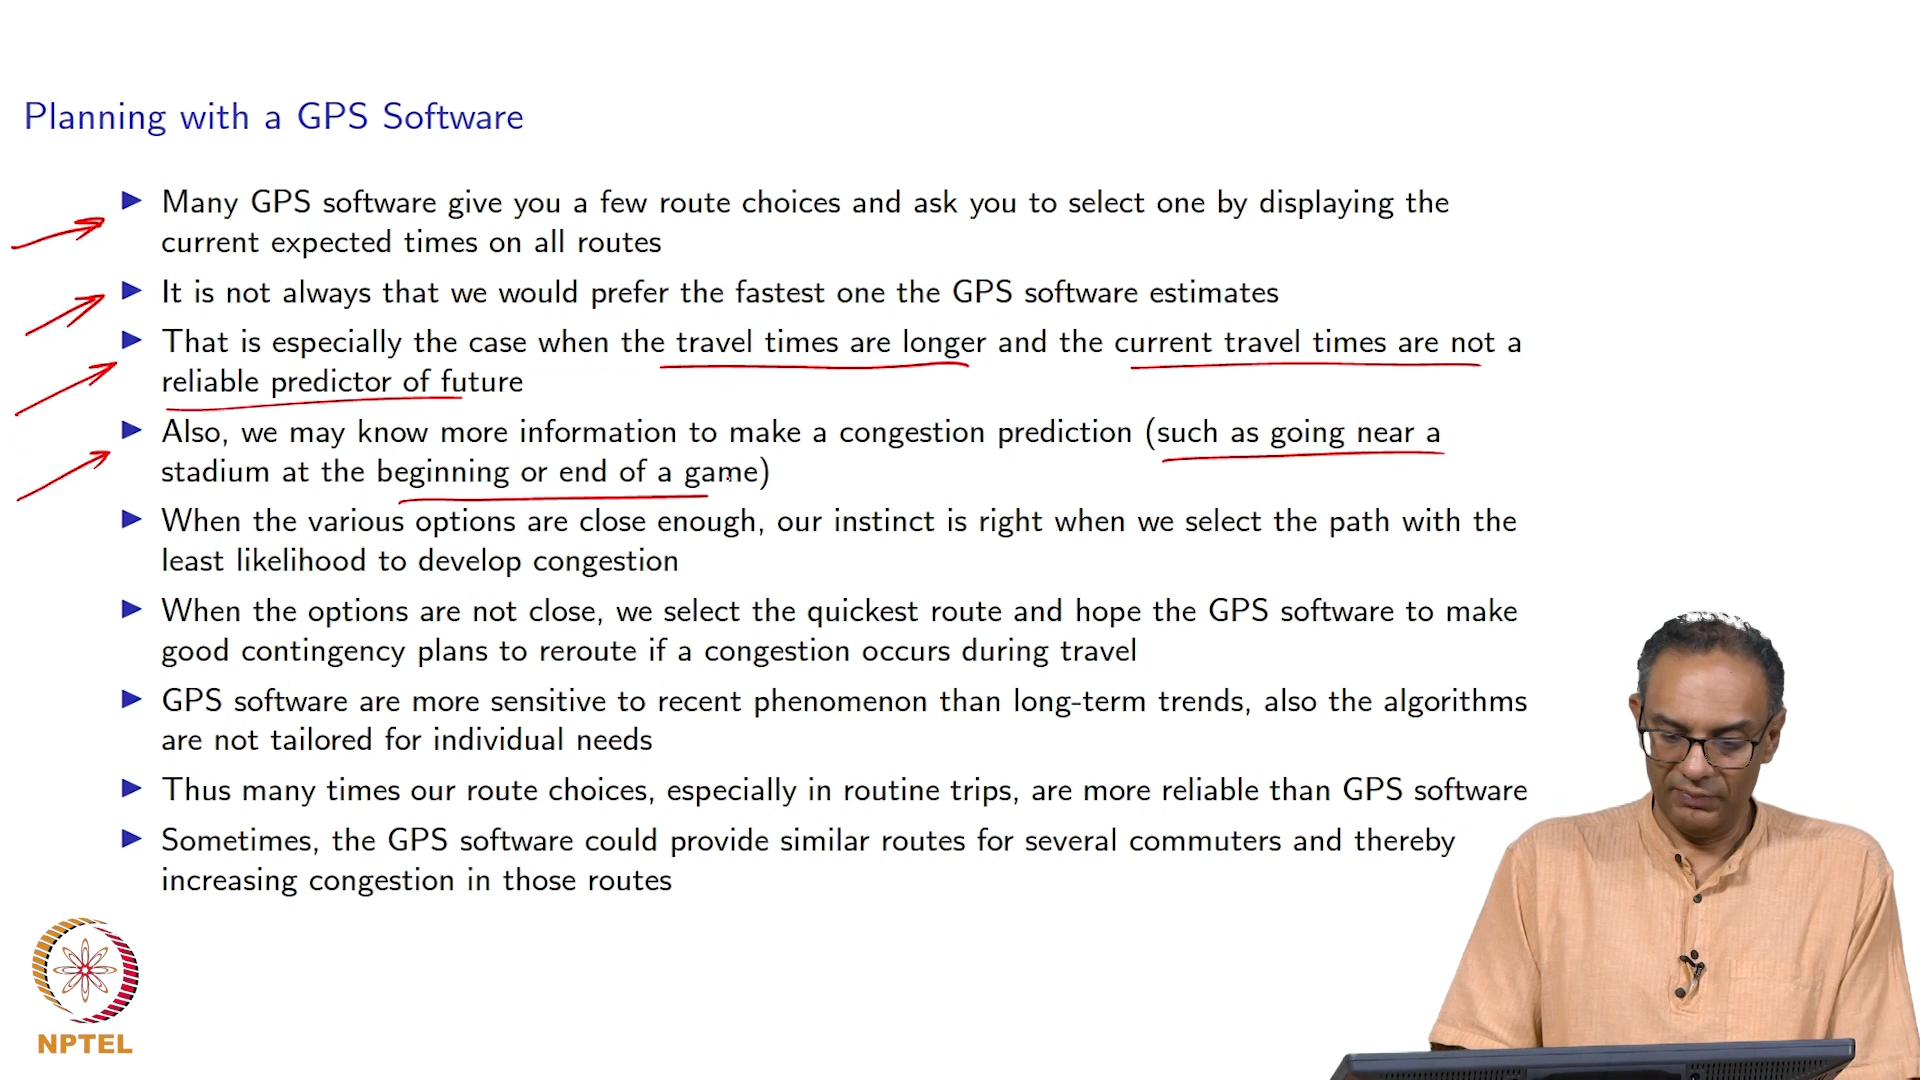 Planning with a GPS Software
Many GPS software give you a few route choices and ask you to select one by displaying the
current expected times on all routes
It is not always that we would prefer the fastest one the GPS software estimates
That is especially the case when the travel times are longer and the current travel times are not a
reliable predictor of future
Also, we may know more information to make a congestion prediction (such as going near a
stadium at the beginning or end of a game)
When the various options are close enough, our instinct is right when we select the path with the
least likelihood to develop congestion
When the options are not close, we select the quickest route and hope the GPS software to make
good contingency plans to reroute if a congestion occurs during travel
GPS software are more sensitive to recent phenomenon than long-term trends, also the algorithms
are not tailored for individual needs
Thus many times our route choices, especially in routine trips, are more reliable than GPS software
Sometimes, the GPS software could provide similar routes for several commuters and thereby
increasing congestion in those routes
NPTEL